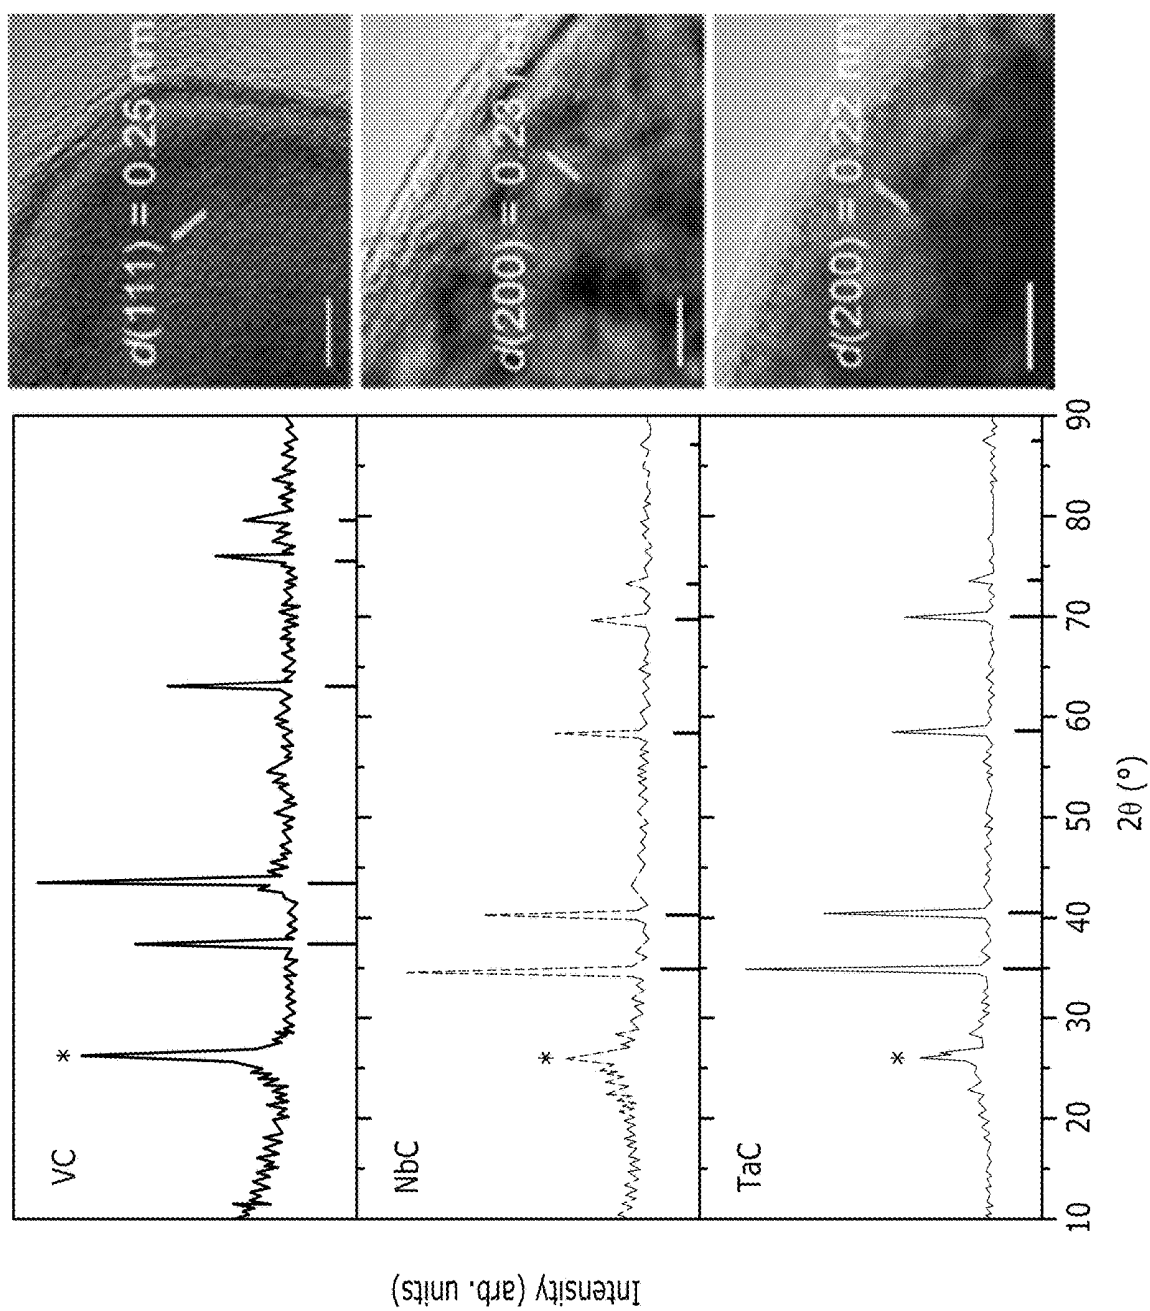 VC
*
d(111) = 0.25 nm
NbC
*
d(200) = 0.23
TaC
*
d(200) = 0.22 nm
10 20 30 40 50 60 70 80 90
2θ (º)
Intensity (arb. units)